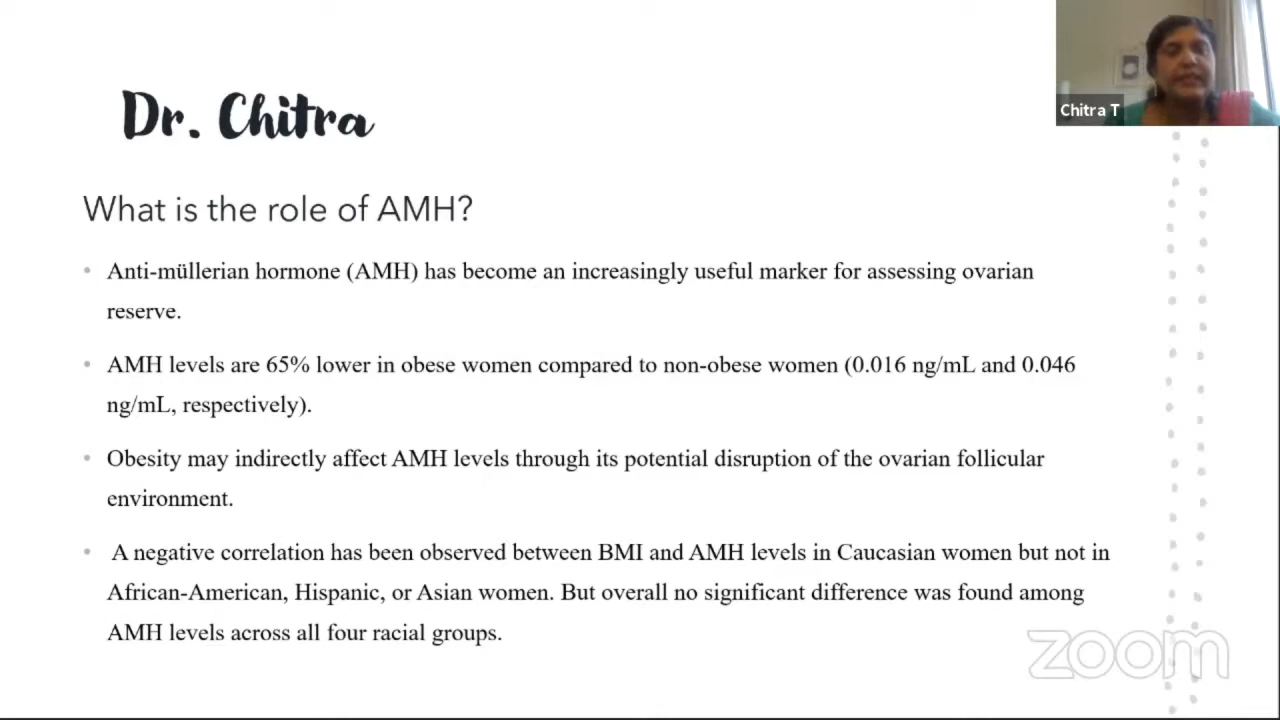 Dr. Chitra
Chitra T
What is the role of AMH?
• Anti-müllerian hormone (AMH) has become an increasingly useful marker for assessing ovarian
reserve.
• AMH levels are 65% lower in obese women compared to non-obese women (0.016 ng/mL and 0.046
ng/mL, respectively).
• Obesity may indirectly affect AMH levels through its potential disruption of the ovarian follicular
environment.
• A negative correlation has been observed between BMI and AMH levels in Caucasian women but not in
African-American, Hispanic, or Asian women. But overall no significant difference was found among
AMH levels across all four racial groups.
zoom